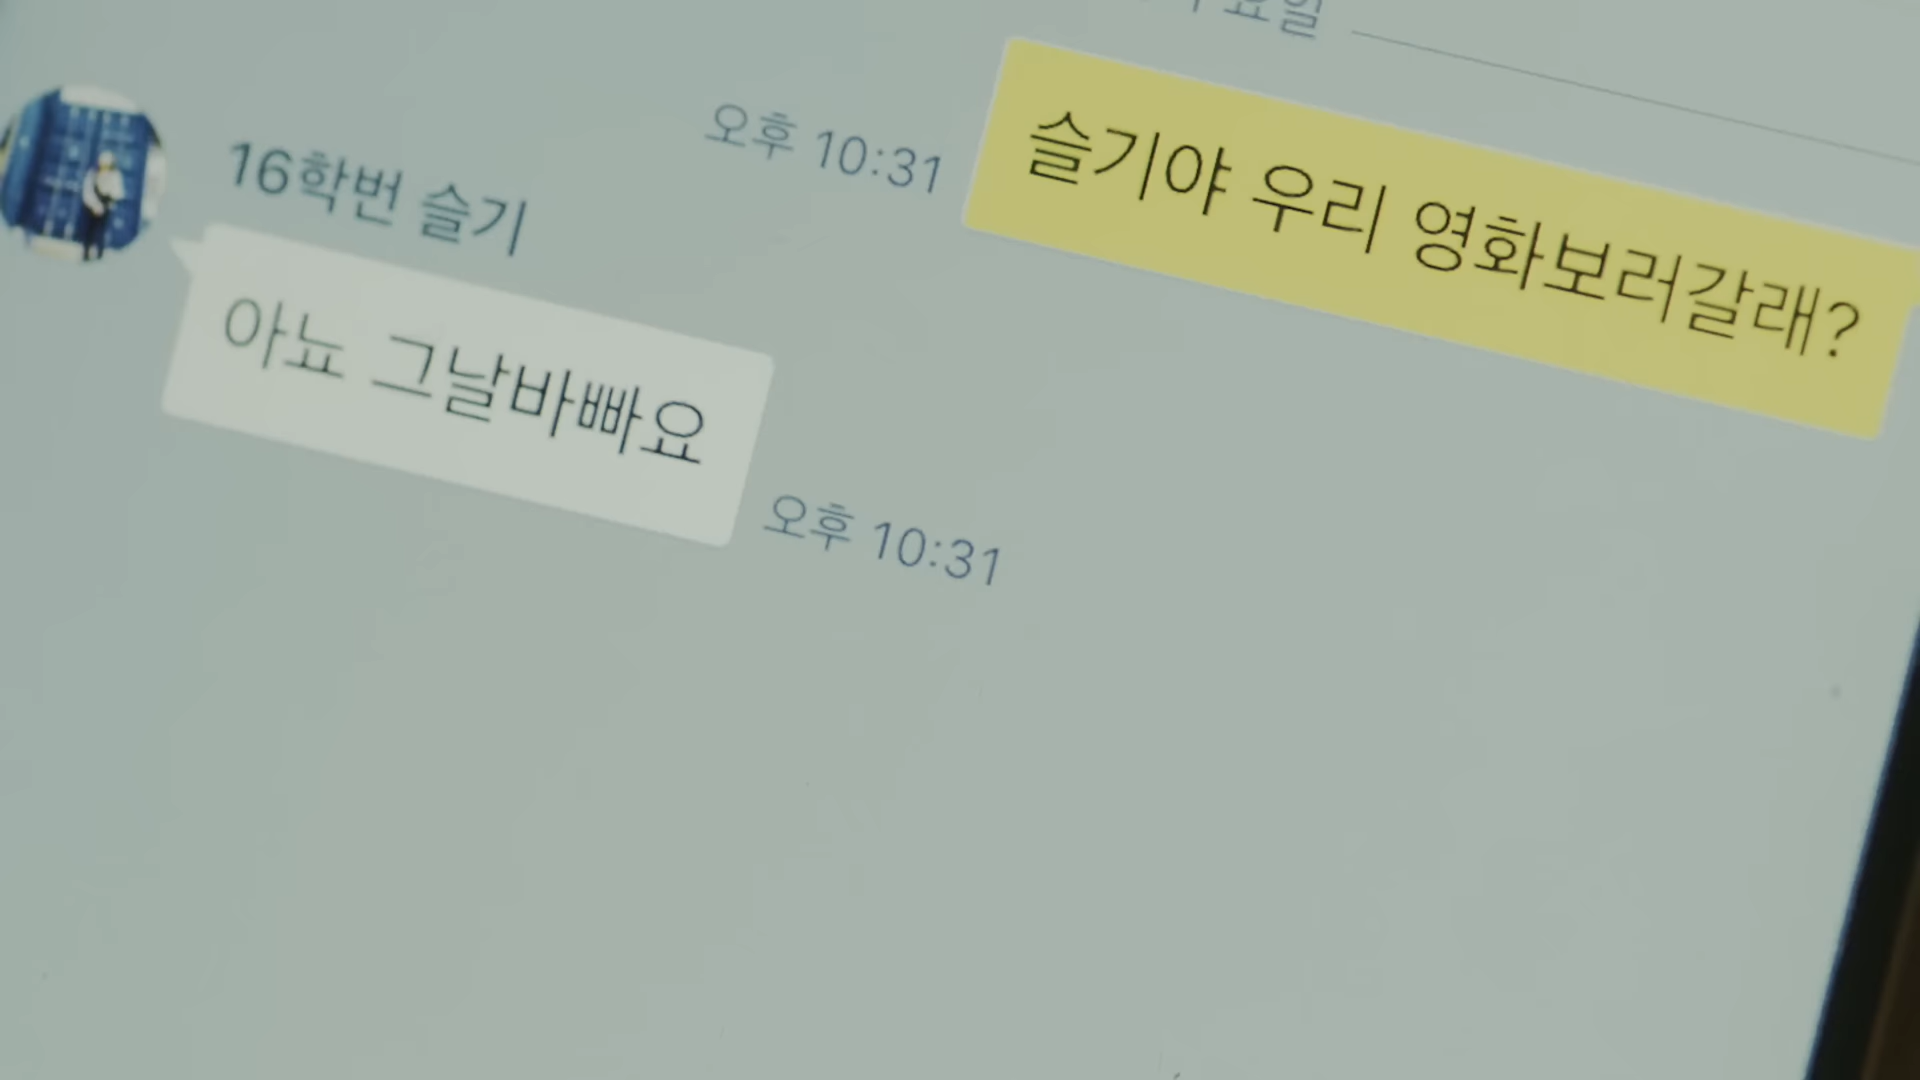 오후 10:31
슬기야 우리 영화보러갈래?
16학번 슬기
아뇨 그날바빠요
오후 10:31